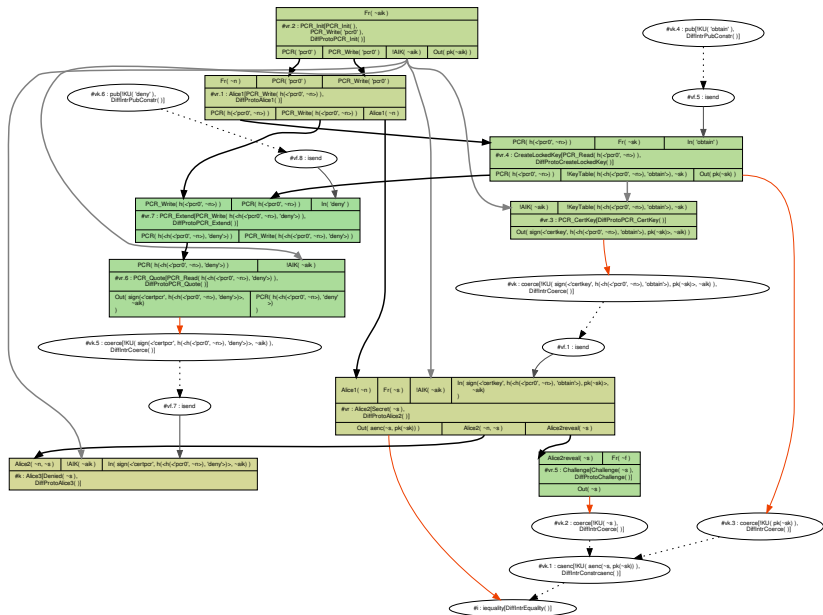 Fr( ~aik )
#vr.2 : PCR_Init[PCR_Init( ),
PCR_Write( 'pcr0' ),
DiffProtoPCR_Init( )]
PCR( 'pcr0' ) PCR_Write( 'pcr0' ) !AIK( ~aik ) Out( pk(~aik) )
#vk.4 : pub[!KU( 'obtain' ),
DiffIntrPubConstr( )]
Fr( ~n ) PCR( 'pcr0' ) PCR_Write( 'pcr0' )
#vr.1 : Alice1[PCR_Write( h(<'pcr0', ~n>) ),
DiffProtoAlice1( )]
PCR( h(<'pcr0', ~n>) ) PCR_Write( h(<'pcr0', ~n>) ) Alice1( ~n )
#vk.6 : pub[!KU( 'deny' ),
DiffIntrPubConstr( )]
#vf.5 : isend
#vf.8 : isend
PCR( h(<'pcr0', ~n>) ) Fr( ~sk ) In( 'obtain' )
#vr.4 : CreateLockedKey[PCR_Read( h(<'pcr0', ~n>) ),
DiffProtoCreateLockedKey( )]
PCR( h(<'pcr0', ~n>) ) !KeyTable( h(<h(<'pcr0', ~n>), 'obtain'>), ~sk ) Out( pk(~sk) )
PCR_Write( h(<'pcr0', ~n>) ) PCR( h(<'pcr0', ~n>) ) In( 'deny' )
#vr.7 : PCR_Extend[PCR_Write( h(<h(<'pcr0', ~n>), 'deny'>) ),
DiffProtoPCR_Extend( )]
PCR( h(<h(<'pcr0', ~n>), 'deny'>) ) PCR_Write( h(<h(<'pcr0', ~n>), 'deny'>) )
!AIK( ~aik ) !KeyTable( h(<h(<'pcr0', ~n>), 'obtain'>), ~sk )
#vr.3 : PCR_CertKey[DiffProtoPCR_CertKey( )]
Out( sign(<'certkey', h(<h(<'pcr0', ~n>), 'obtain'>), pk(~sk)>, ~aik) )
PCR( h(<h(<'pcr0', ~n>), 'deny'>) ) !AIK( ~aik )
#vr.6 : PCR_Quote[PCR_Read( h(<h(<'pcr0', ~n>), 'deny'>) ),
DiffProtoPCR_Quote( )]
Out( sign(<'certpcr', h(<h(<'pcr0', ~n>), 'deny'>)>, PCR( h(<h(<'pcr0', ~n>), 'deny'
~aik) >)
) )
#vk : coerce[!KU( sign(<'certkey', h(<h(<'pcr0', ~n>), 'obtain'>), pk(~sk)>, ~aik) ),
DiffIntrCoerce( )]
#vk.5 : coerce[!KU( sign(<'certpcr', h(<h(<'pcr0', ~n>), 'deny'>)>, ~aik) ),
DiffIntrCoerce( )]
#vf.1 : isend
Alice1( ~n ) Fr( ~s ) !AIK( ~aik ) In( sign(<'certkey', h(<h(<'pcr0', ~n>), 'obtain'>), pk(~sk)>,
~aik)
)
#vr : Alice2[Secret( ~s ),
DiffProtoAlice2( )]
Out( aenc(~s, pk(~sk)) ) Alice2( ~n, ~s ) Alice2reveal( ~s )
#vf.7 : isend
Alice2( ~n, ~s ) !AIK( ~aik ) In( sign(<'certpcr', h(<h(<'pcr0', ~n>), 'deny'>)>, ~aik) )
#k : Alice3[Denied( ~s ),
DiffProtoAlice3( )]
Alice2reveal( ~s ) Fr( ~f )
#vr.5 : Challenge[Challenge( ~s ),
DiffProtoChallenge( )]
Out( ~s )
#vk.2 : coerce[!KU( ~s ),
DiffIntrCoerce( )]
#vk.3 : coerce[!KU( pk(~sk) ),
DiffIntrCoerce( )]
#vk.1 : caenc[!KU( aenc(~s, pk(~sk)) ),
DiffIntrConstrcaenc( )]
#i : iequality[DiffIntrEquality( )]